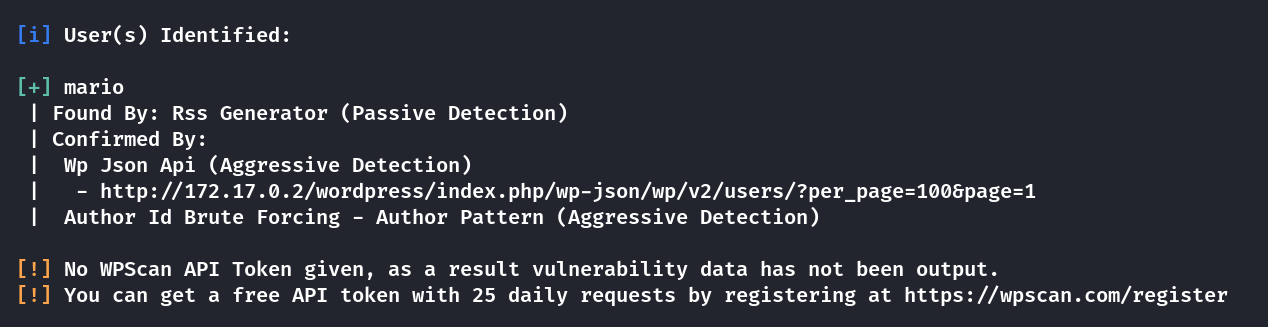 [i] User(s) Identified:
[+] mario
| Found By: Rss Generator (Passive Detection)
| Confirmed By:
|  Wp Json Api (Aggressive Detection)
|   - http://172.17.0.2/wordpress/index.php/wp-json/wp/v2/users/?per_page=100&page=1
|  Author Id Brute Forcing - Author Pattern (Aggressive Detection)
[!] No WPScan API Token given, as a result vulnerability data has not been output.
[!] You can get a free API token with 25 daily requests by registering at https://wpscan.com/register